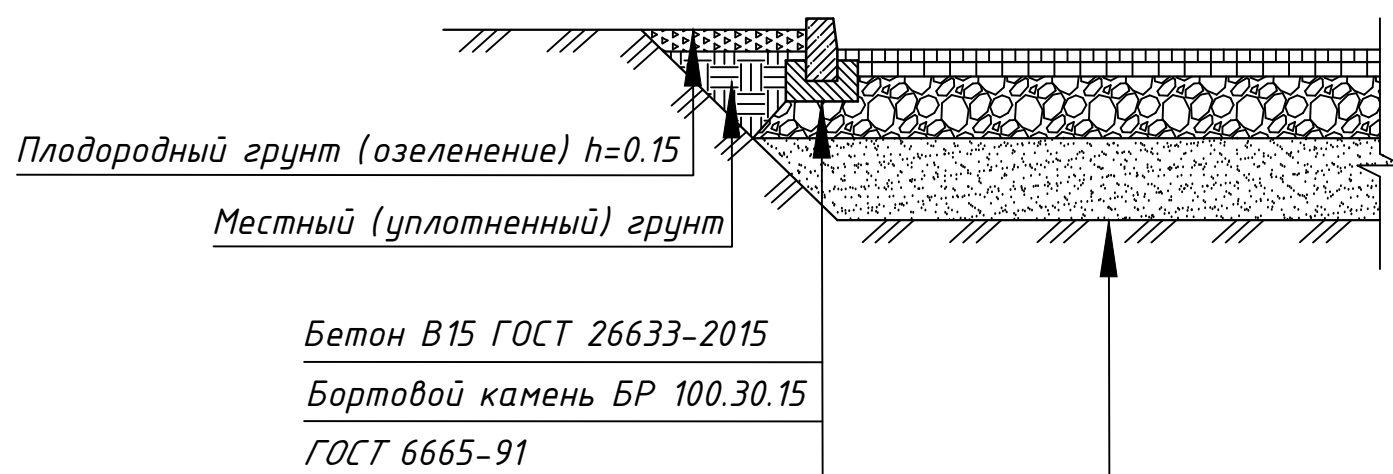 Плодородный грунт (озеленение) h=0.15
Местный (уплотненный) грунт
Бетон В15 ГОСТ 26633-2015
Бортовой камень БР 100.30.15
ГОСТ 6665-91